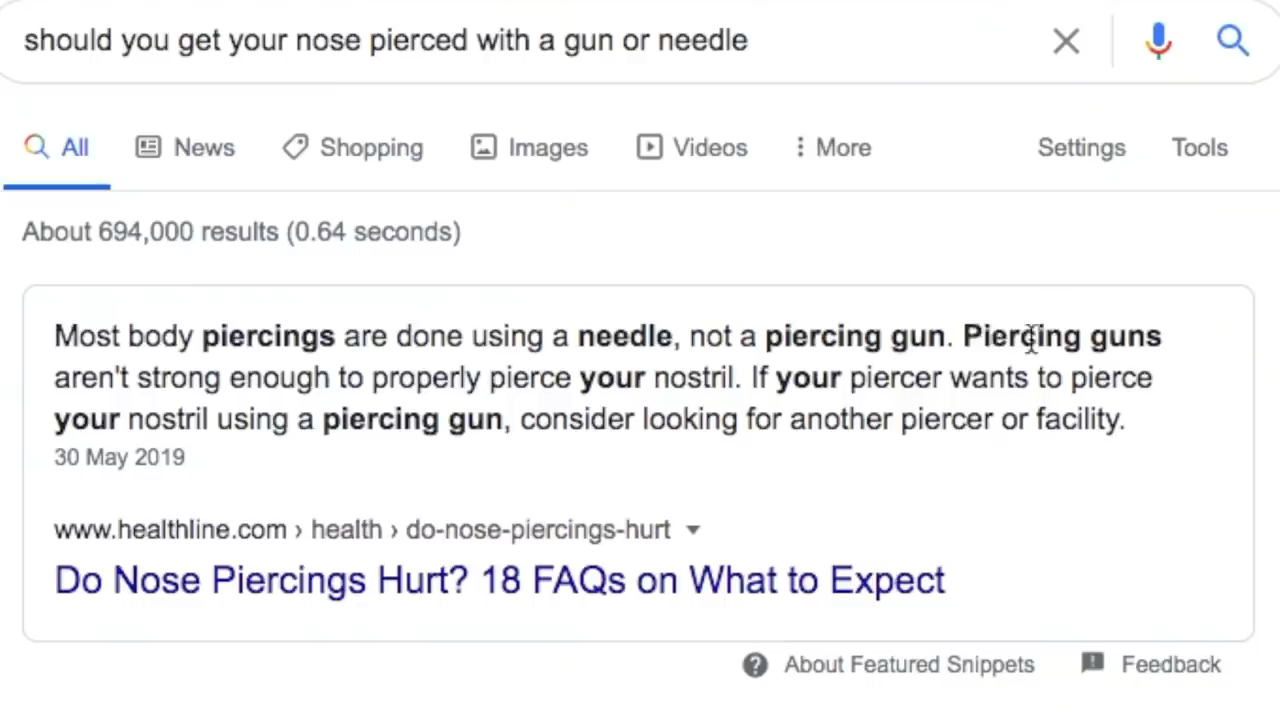 should you get your nose pierced with a gun or needle
All News Shopping Images Videos More Settings Tools
About 694,000 results (0.64 seconds)
Most body piercings are done using a needle, not a piercing gun. Piercing guns
aren't strong enough to properly pierce your nostril. If your piercer wants to pierce
your nostril using a piercing gun, consider looking for another piercer or facility.
30 May 2019
www.healthline.com › health › do-nose-piercings-hurt
Do Nose Piercings Hurt? 18 FAQs on What to Expect
About Featured Snippets Feedback